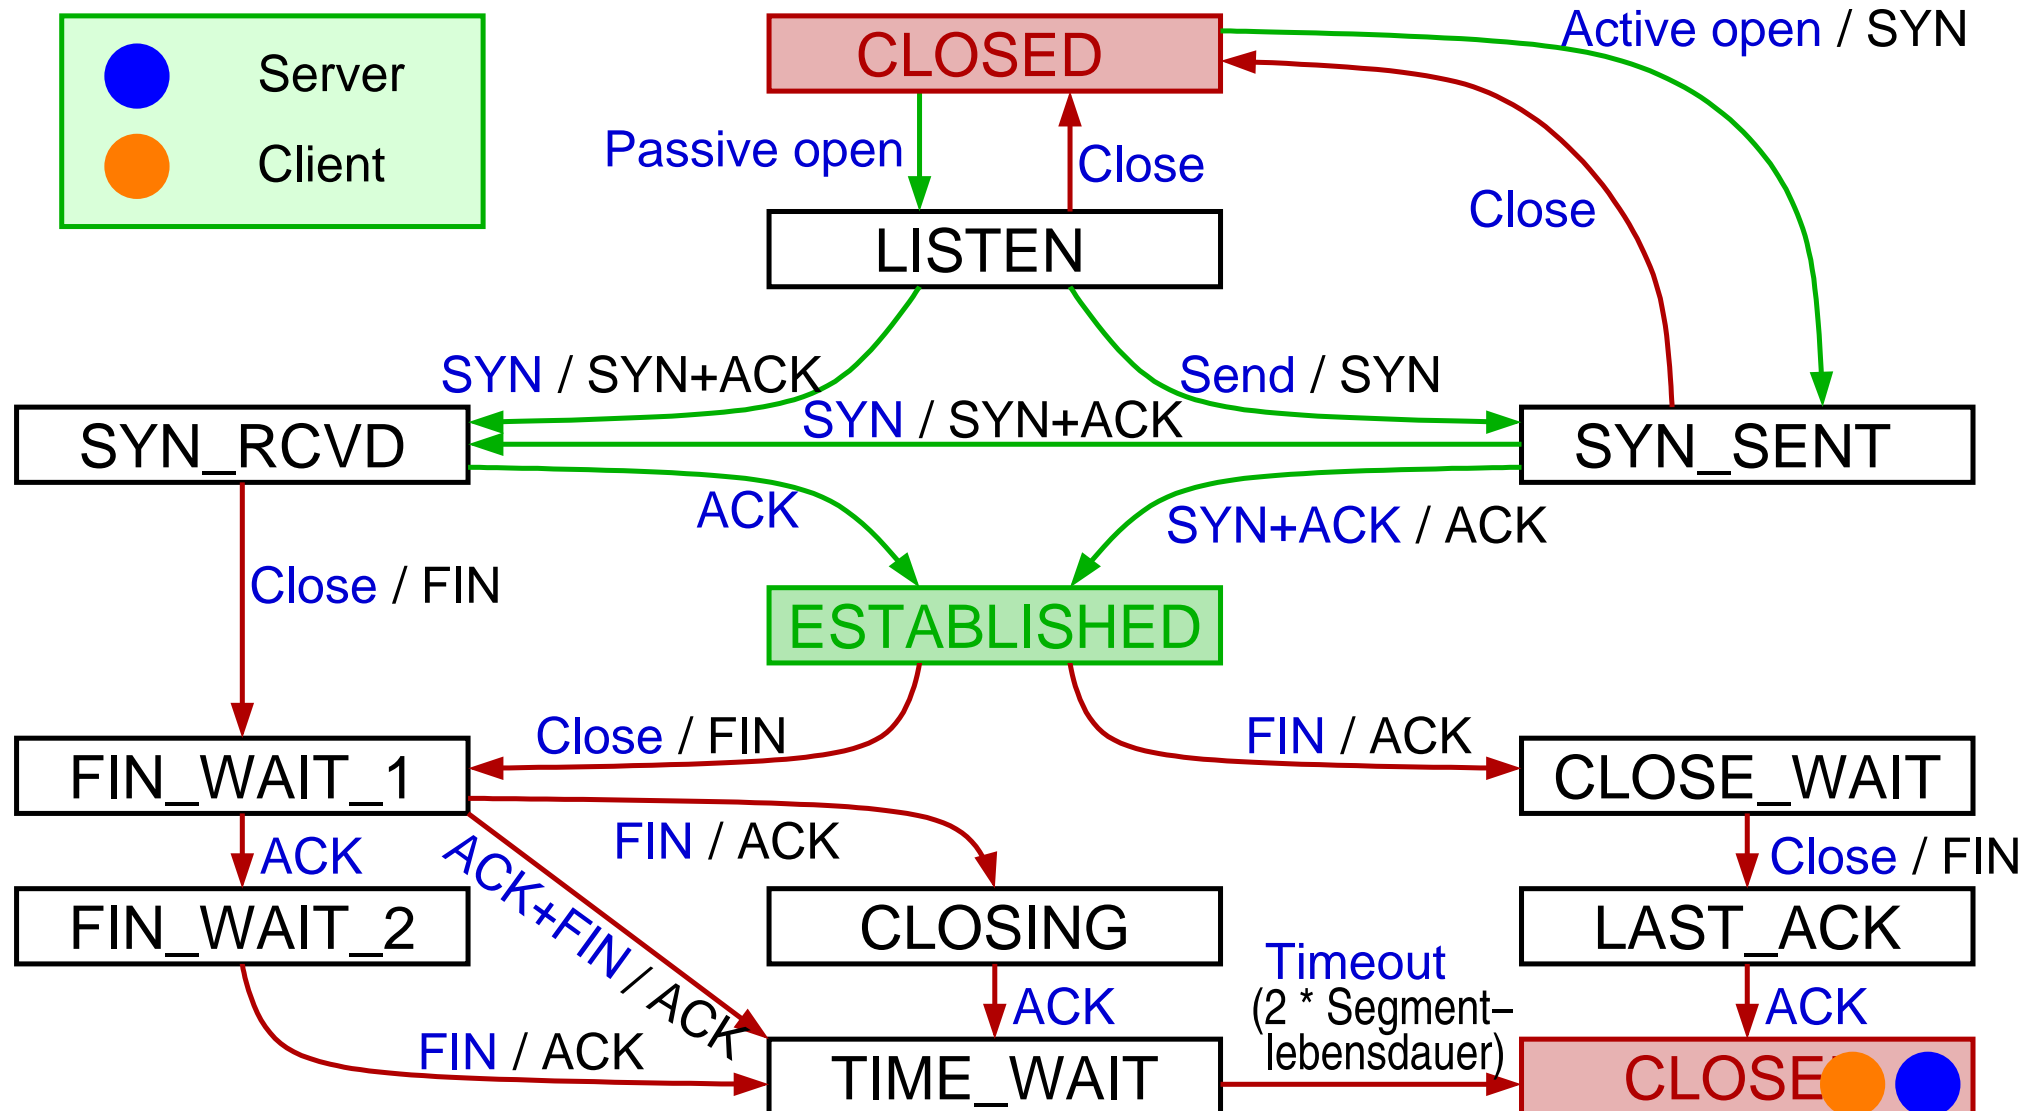 Server
Client
CLOSED
Active open / SYN
Passive open
Close
Close
LISTEN
SYN / SYN+ACK
Send / SYN
SYN / SYN+ACK
SYN_RCVD
SYN_SENT
ACK
SYN+ACK / ACK
Close / FIN
ESTABLISHED
Close / FIN
FIN / ACK
FIN_WAIT_1
CLOSE_WAIT
ACK
ACK+FIN / ACK
FIN / ACK
Close / FIN
FIN_WAIT_2
CLOSING
LAST_ACK
FIN / ACK
ACK
Timeout
(2 * Segment–
lebensdauer)
ACK
TIME_WAIT
CLOSE